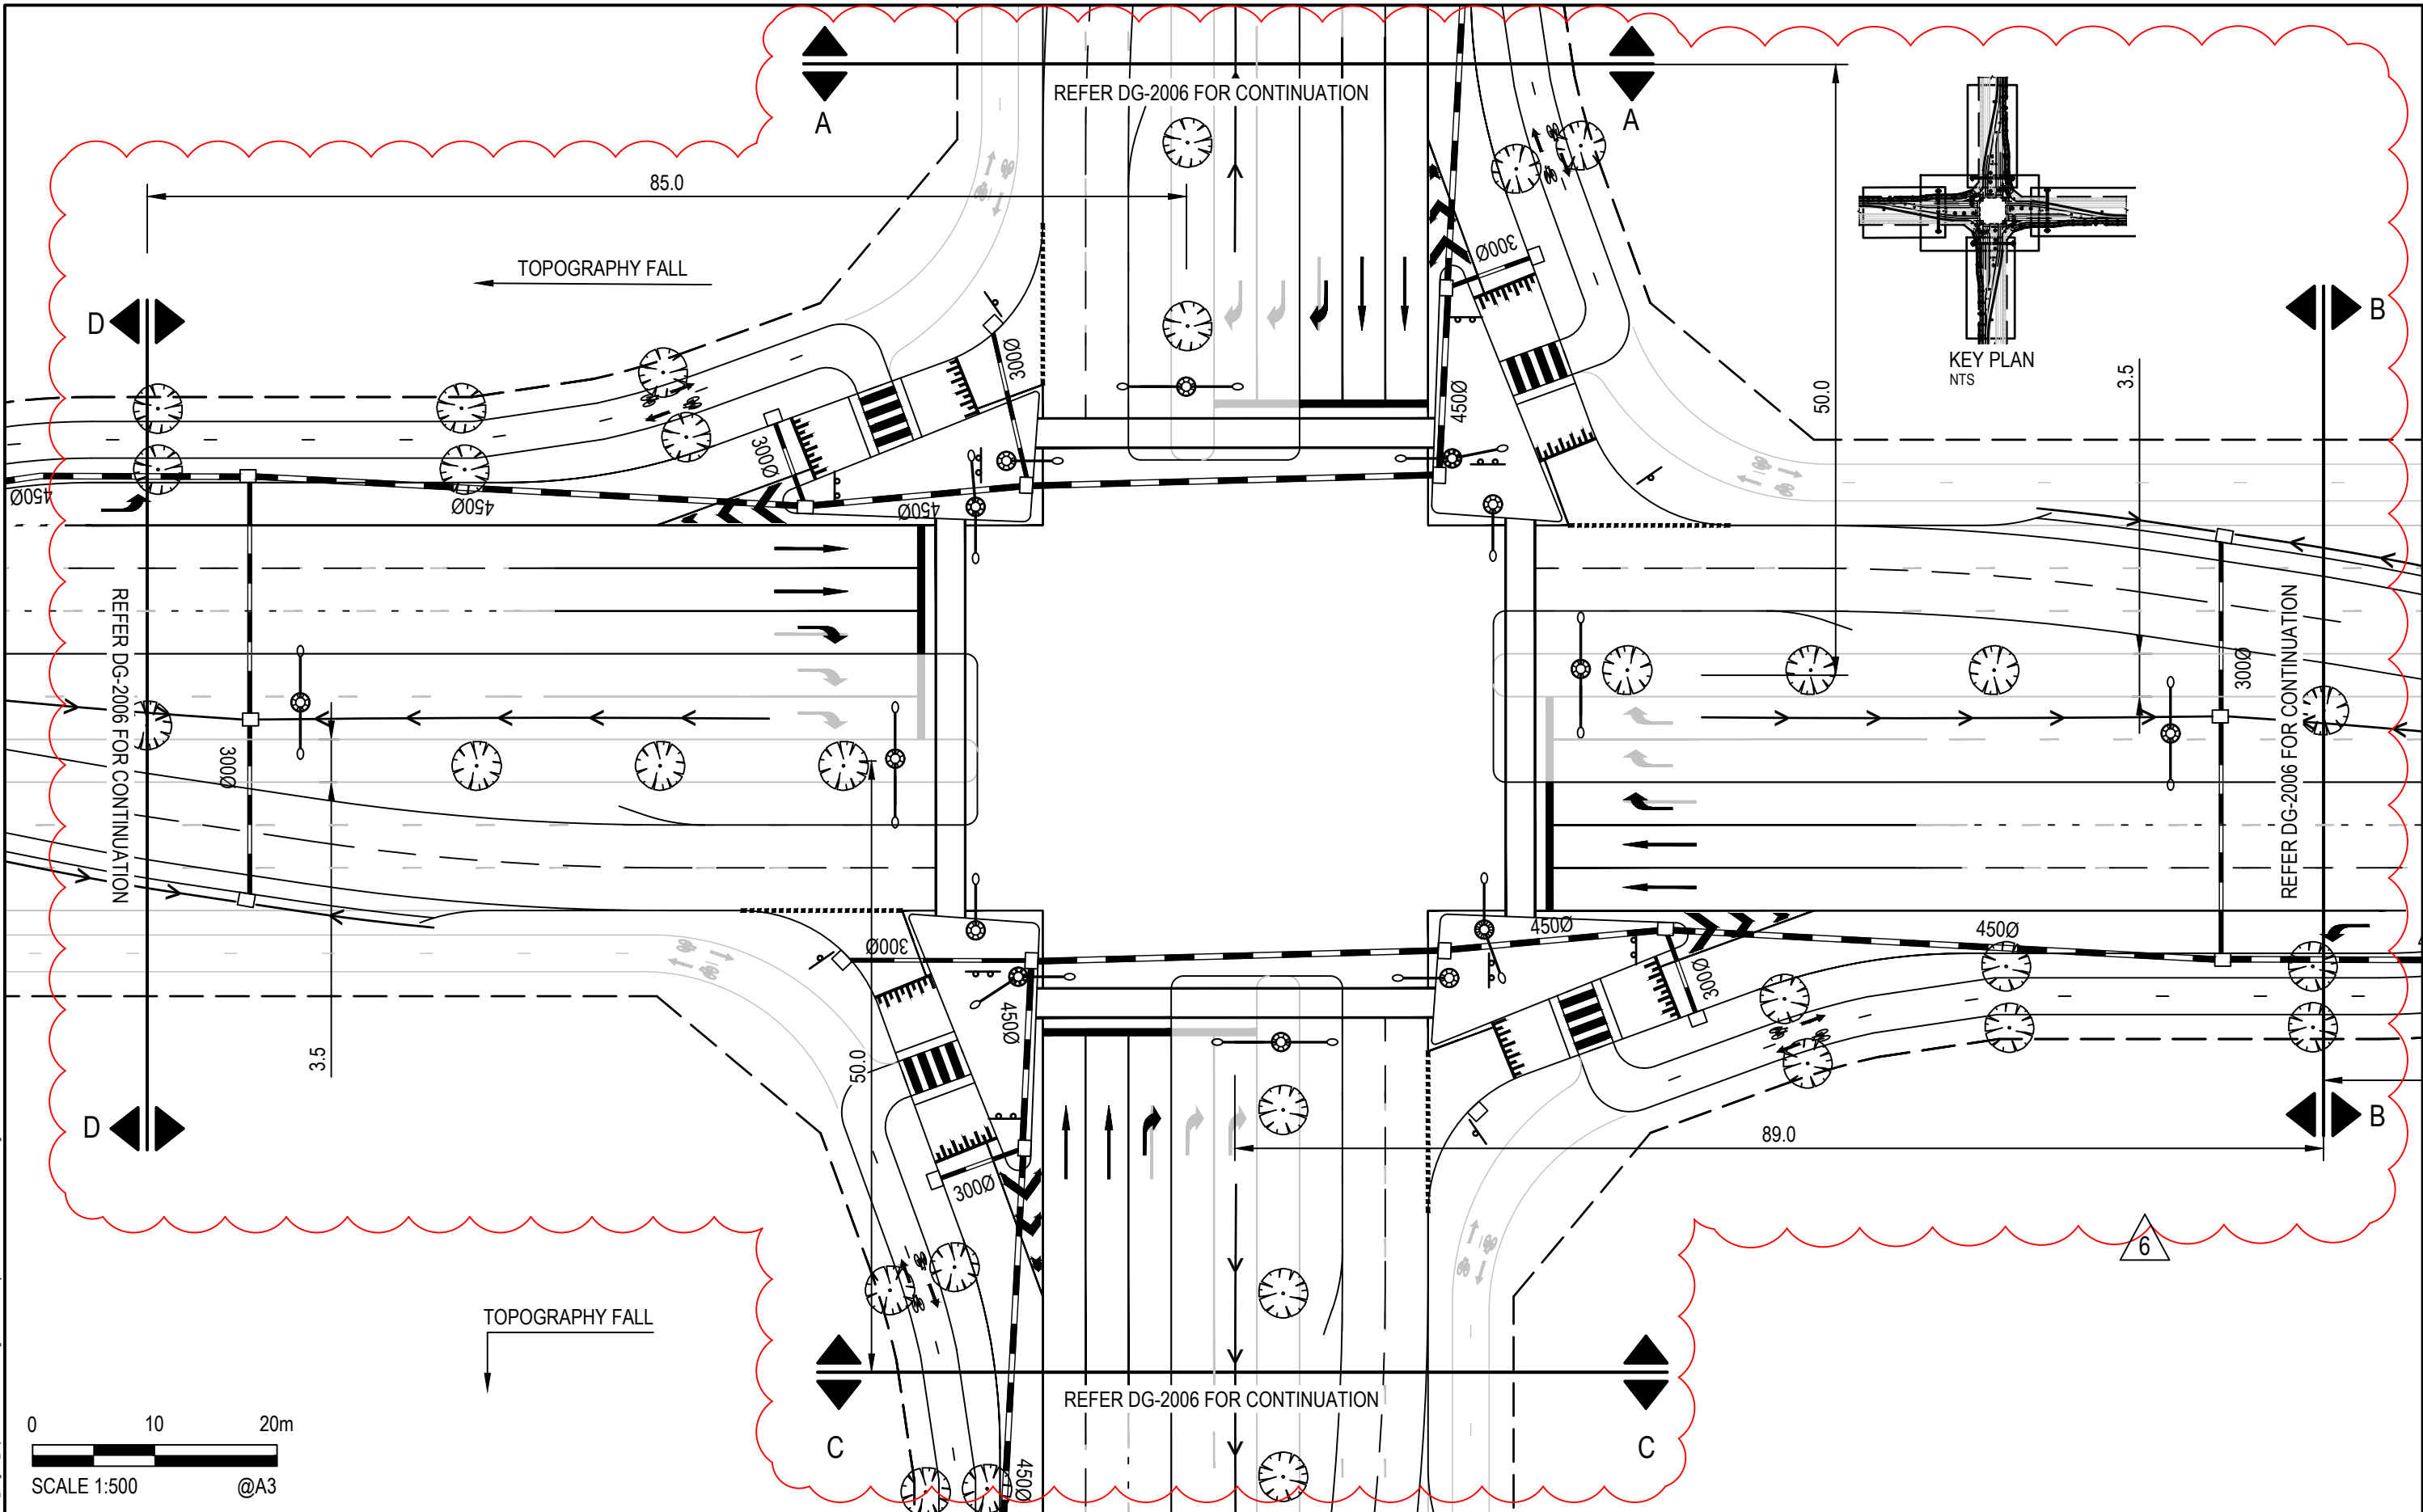 A
A
REFER DG-2006 FOR CONTINUATION
85.0
TOPOGRAPHY FALL
300Ø
50.0
KEY PLAN
NTS
3.5
D
B
300Ø
450Ø
300Ø
450Ø
450Ø
450Ø
REFER DG-2006 FOR CONTINUATION
300Ø
300Ø
REFER DG-2006 FOR CONTINUATION
300Ø
450Ø
450Ø
300Ø
450Ø
3.5
50.0
D
89.0
B
300Ø
6
TOPOGRAPHY FALL
REFER DG-2006 FOR CONTINUATION
C
C
450Ø
0 10 20m
SCALE 1:500 @A3